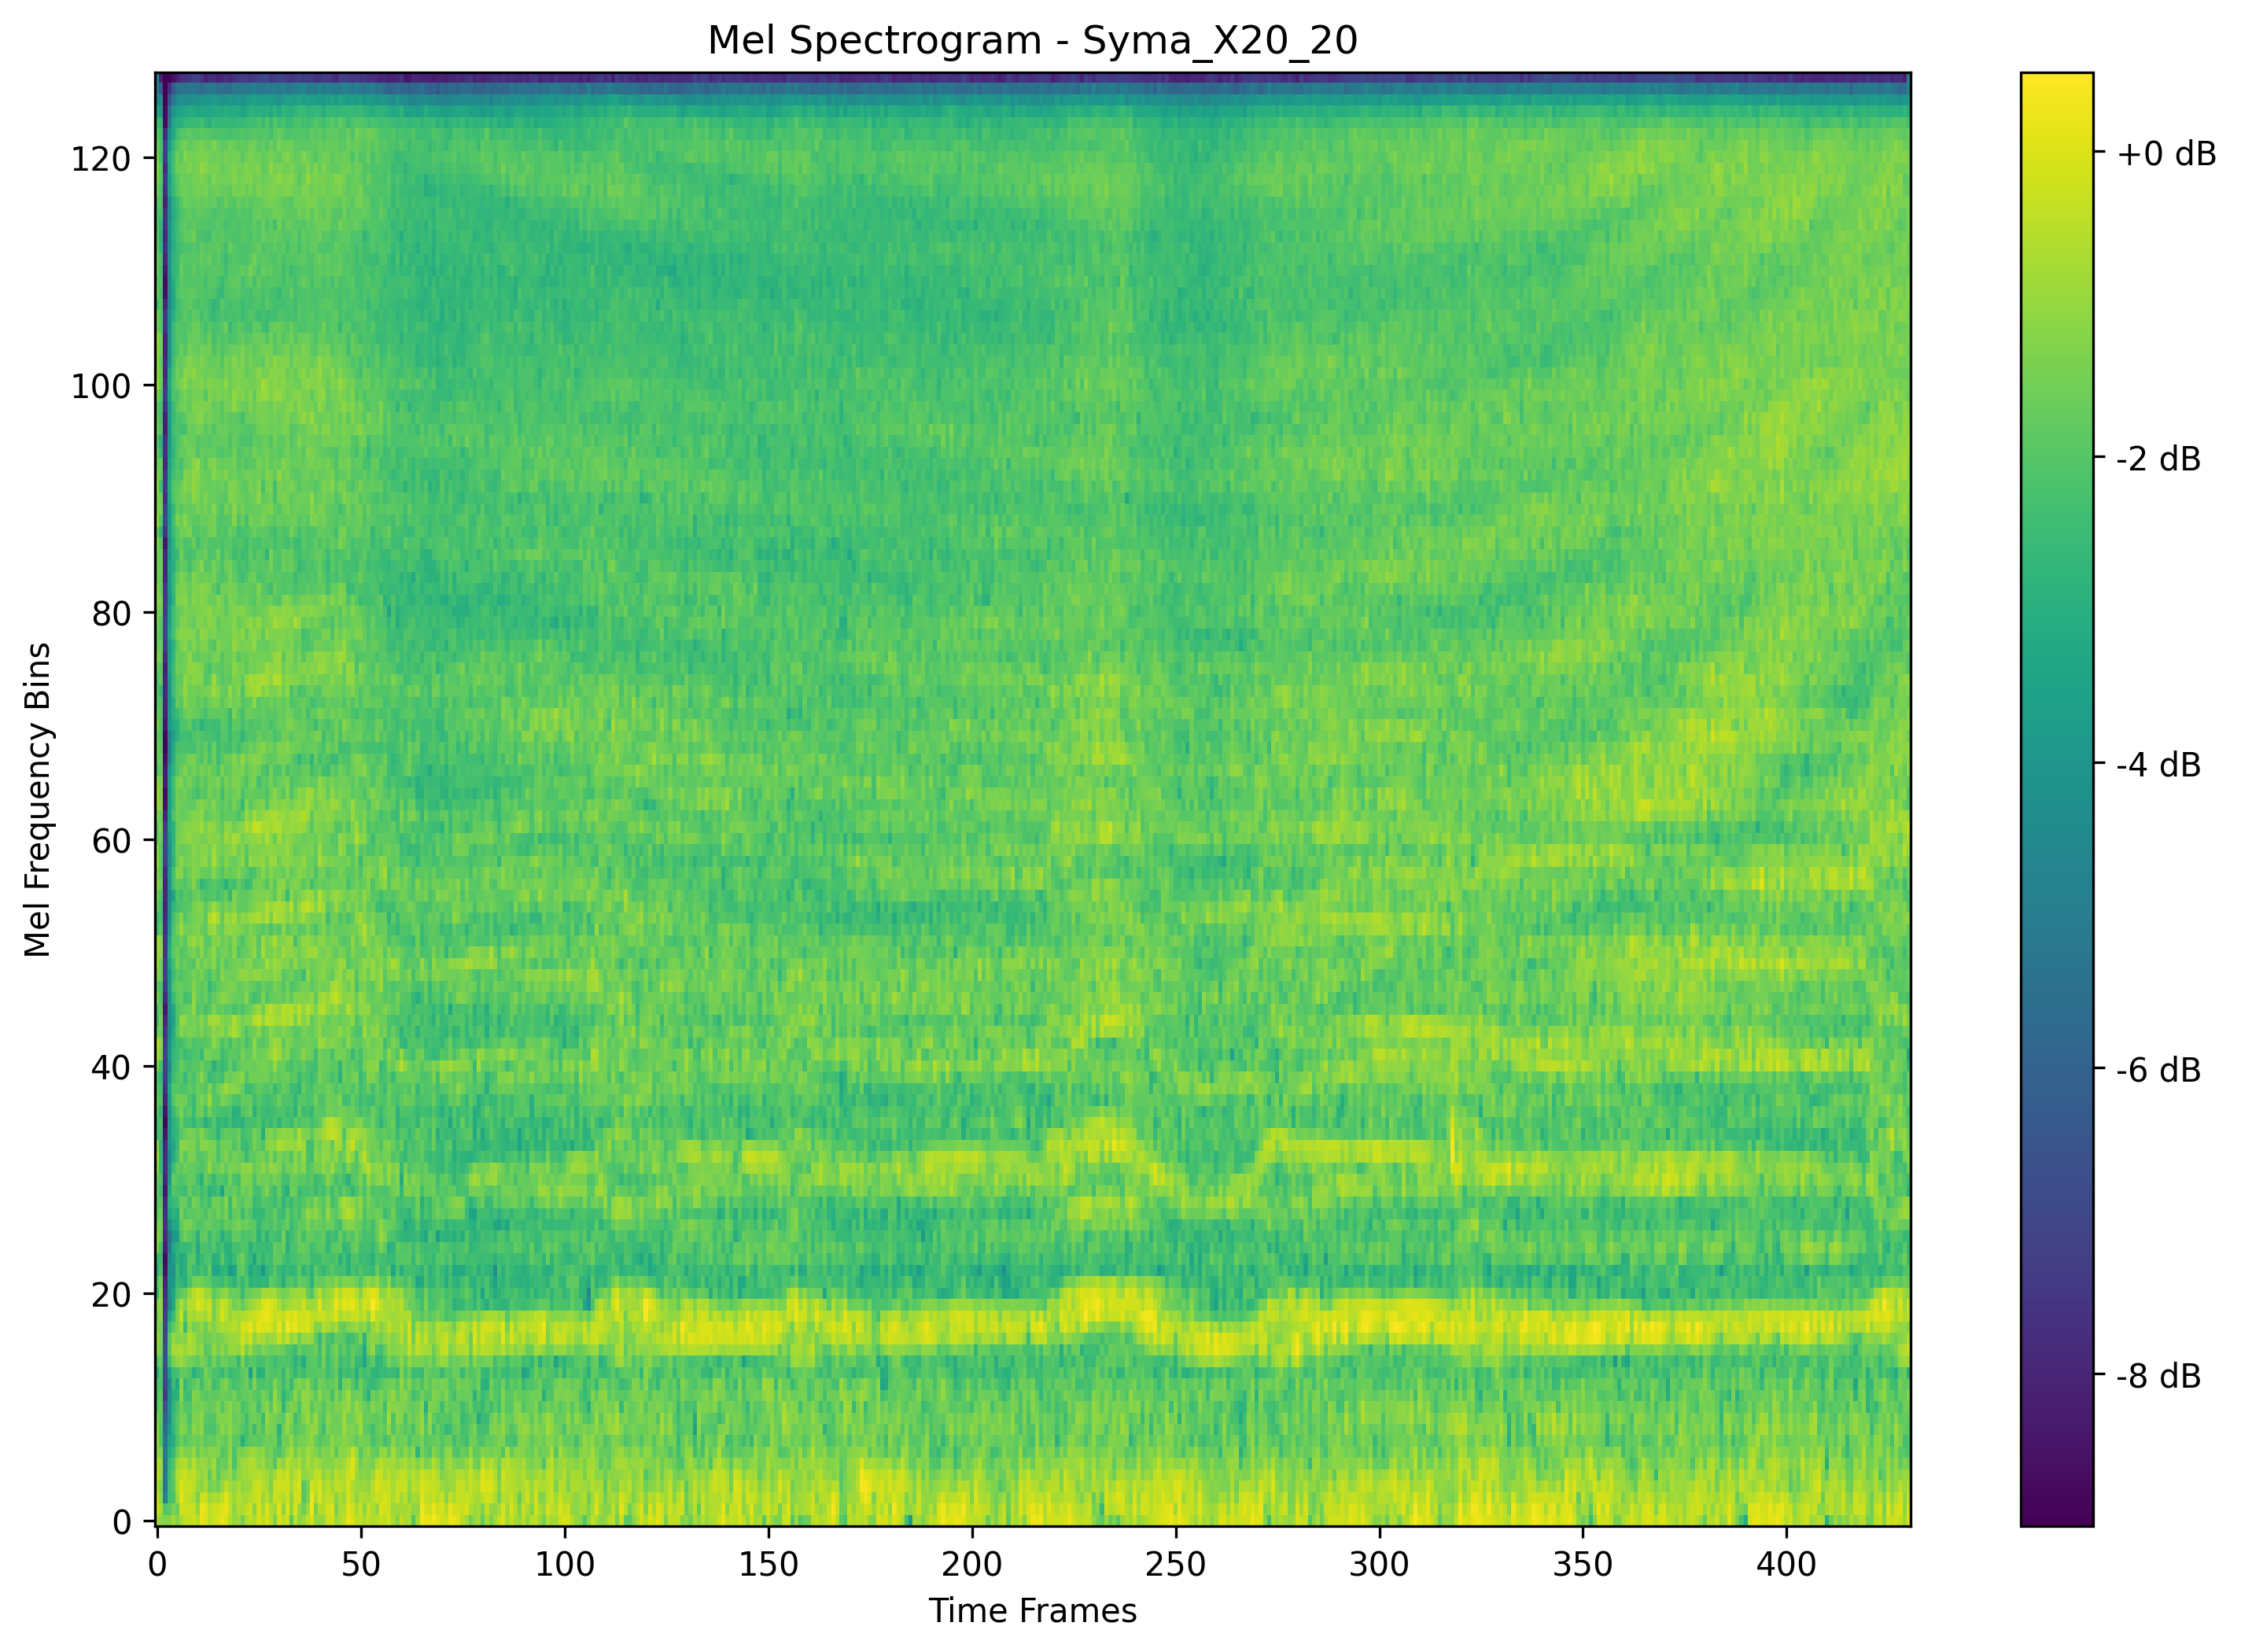 Mel Spectrogram - Syma_X20_20
Mel Frequency Bins
120
100
80
60
40
20
0
0 50 100 150 200 250 300 350 400
Time Frames
+0 dB
-2 dB
-4 dB
-6 dB
-8 dB